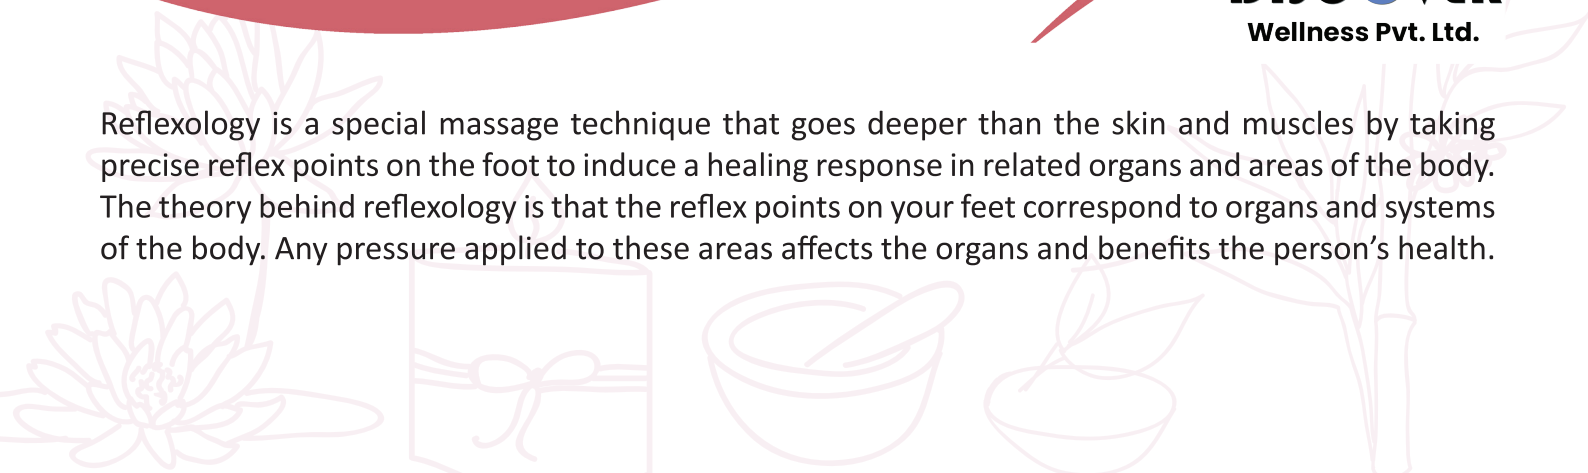 Wellness Pvt. Ltd.
Reflexology is a special massage technique that goes deeper than the skin and muscles by taking
precise reflex points on the foot to induce a healing response in related organs and areas of the body.
The theory behind reflexology is that the reflex points on your feet correspond to organs and systems
of the body. Any pressure applied to these areas affects the organs and benefits the person’s health.